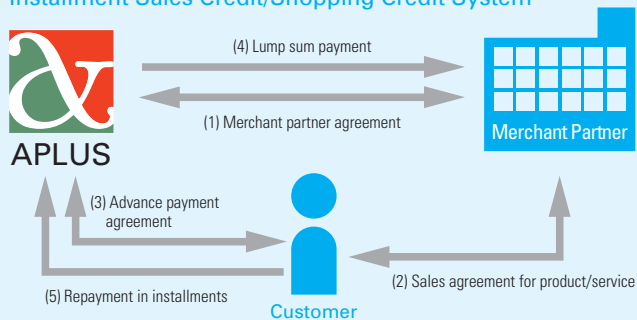 Installment Sales Credit/Shopping Credit System
(4) Lump sum payment
(1) Merchant partner agreement
&
APLUS
Merchant Partner
(3) Advance payment
agreement
(2) Sales agreement for product/service
(5) Repayment in installments
Customer